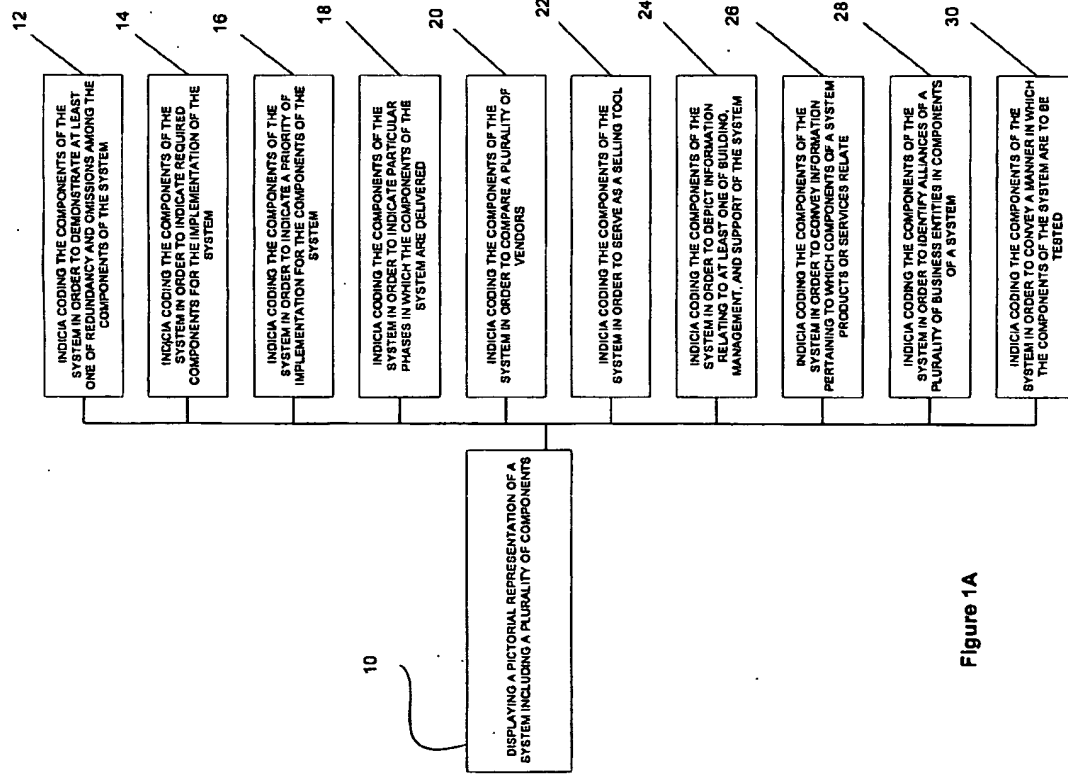 10
DISPLAYING A PICTORIAL REPRESENTATION OF A
SYSTEM INCLUDING A PLURALITY OF COMPONENTS
12
INDICIA CODING THE COMPONENTS OF THE
SYSTEM IN ORDER TO DEMONSTRATE AT LEAST
ONE OF REDUNDANCY AND OMISSIONS AMONG THE
COMPONENTS OF THE SYSTEM
14
INDICIA CODING THE COMPONENTS OF THE
SYSTEM IN ORDER TO INDICATE REQUIRED
COMPONENTS FOR THE IMPLEMENTATION OF THE
SYSTEM
16
INDICIA CODING THE COMPONENTS OF THE
SYSTEM IN ORDER TO INDICATE A PRIORITY OF
IMPLEMENTATION FOR THE COMPONENTS OF THE
SYSTEM
18
INDICIA CODING THE COMPONENTS OF THE
SYSTEM IN ORDER TO INDICATE PARTICULAR
PHASES IN WHICH THE COMPONENTS OF THE
SYSTEM ARE DELIVERED
20
INDICIA CODING THE COMPONENTS OF THE
SYSTEM IN ORDER TO COMPARE A PLURALITY OF
VENDORS
22
INDICIA CODING THE COMPONENTS OF THE
SYSTEM IN ORDER TO SERVE AS A SELLING TOOL
24
INDICIA CODING THE COMPONENTS OF THE
SYSTEM IN ORDER TO DEPICT INFORMATION
RELATING TO AT LEAST ONE OF BUILDING,
MANAGEMENT, AND SUPPORT OF THE SYSTEM
26
INDICIA CODING THE COMPONENTS OF THE
SYSTEM IN ORDER TO CONVEY INFORMATION
PERTAINING TO WHICH COMPONENTS OF A SYSTEM
PRODUCTS OR SERVICES RELATE
28
INDICIA CODING THE COMPONENTS OF THE
SYSTEM IN ORDER TO IDENTIFY ALLIANCES OF A
PLURALITY OF BUSINESS ENTITIES IN COMPONENTS
OF A SYSTEM
30
INDICIA CODING THE COMPONENTS OF THE
SYSTEM IN ORDER TO CONVEY A MANNER IN WHICH
THE COMPONENTS OF THE SYSTEM ARE TO BE
TESTED
Figure 1A